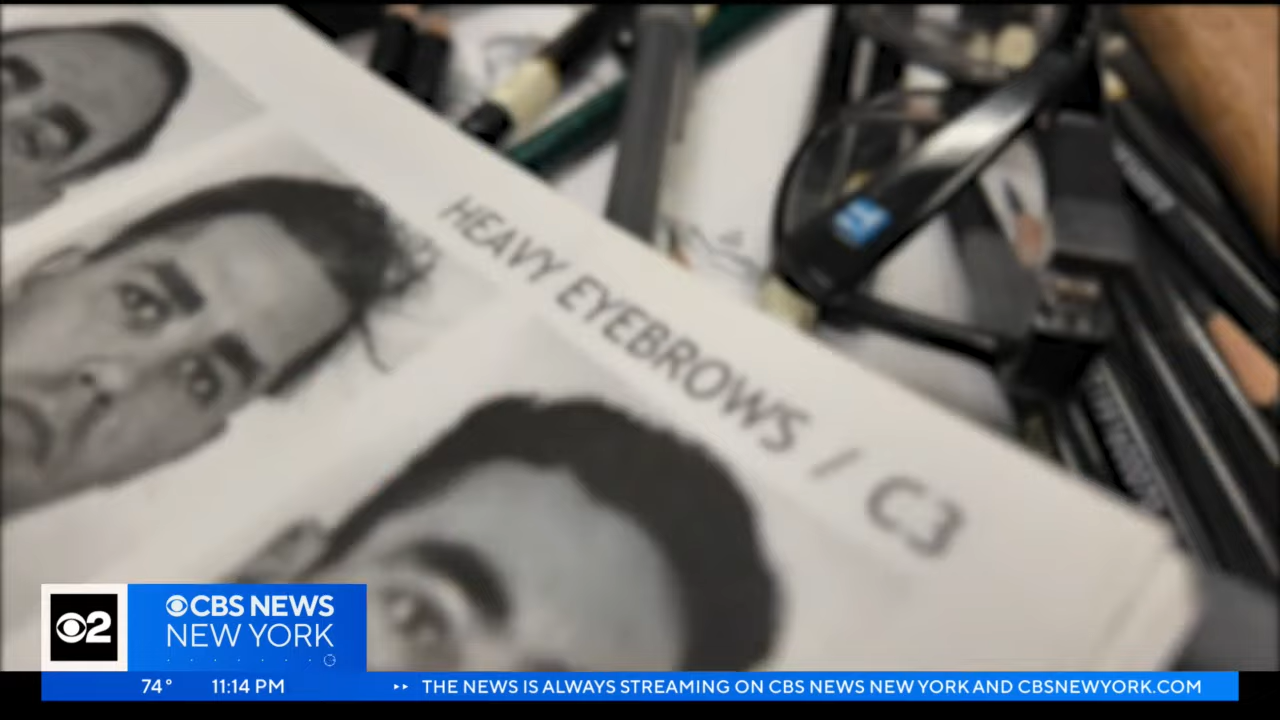 HEAVY EYEBROWS / C3
2
CBS NEWS
NEW YORK
74° 11:14 PM THE NEWS IS ALWAYS STREAMING ON CBS NEWS NEW YORK AND CBSNEWYORK.COM